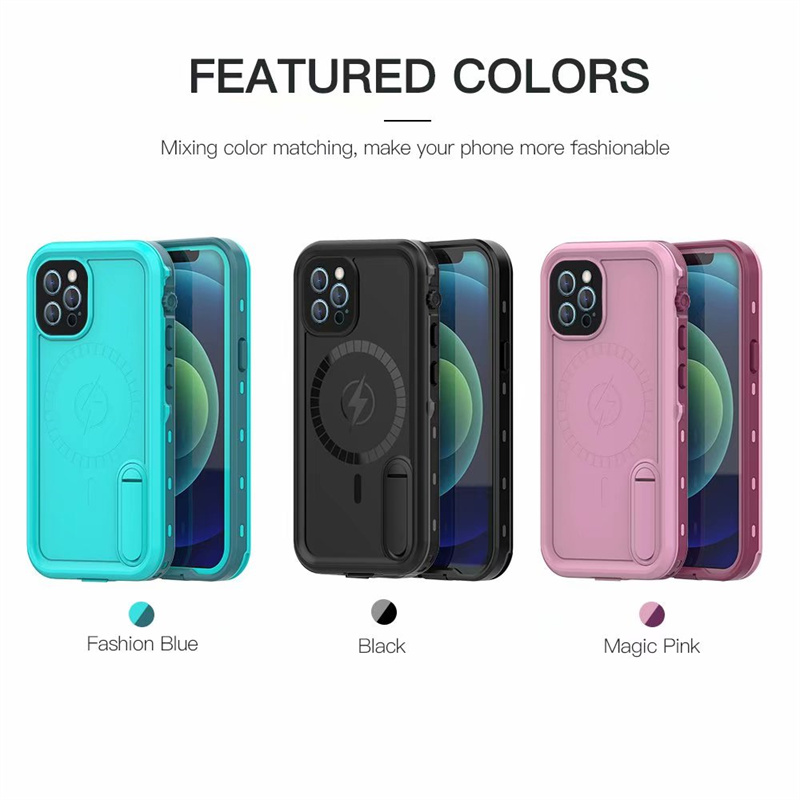 FEATURED COLORS
Mixing color matching, make your phone more fashionable
Fashion Blue
Black
Magic Pink